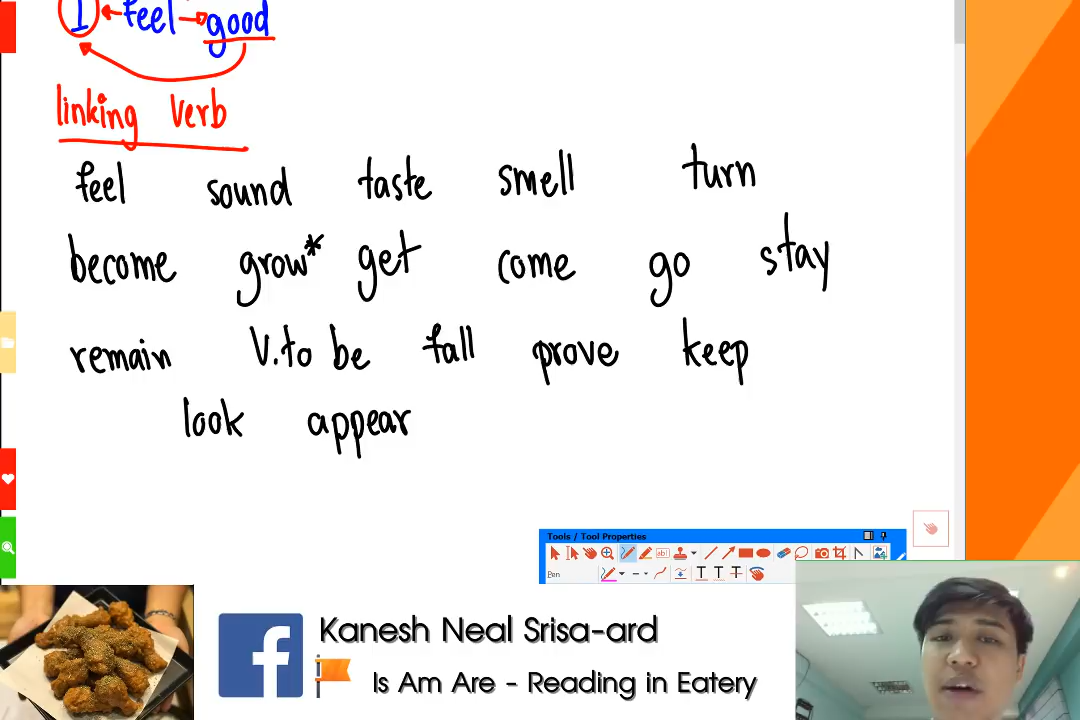 I feel good
linking verb
feel sound taste smell turn
become grow* get come go stay
remain V.to be fall prove keep
look appear
Tools / Tool Properties
ab|
T T T
Pen
Kanesh Neal Srisa-ard
Is Am Are - Reading in Eatery